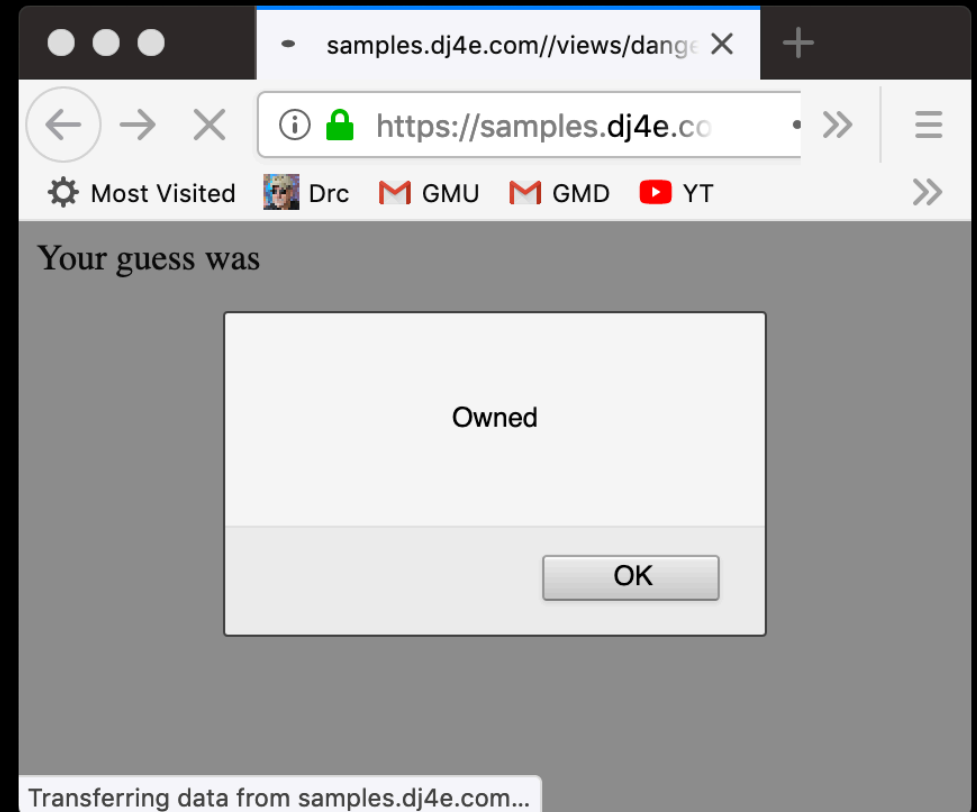 samples.dj4e.com//views/dange
https://samples.dj4e.co
Most Visited Drc GMU GMD YT
Your guess was
Owned
OK
Transferring data from samples.dj4e.com...